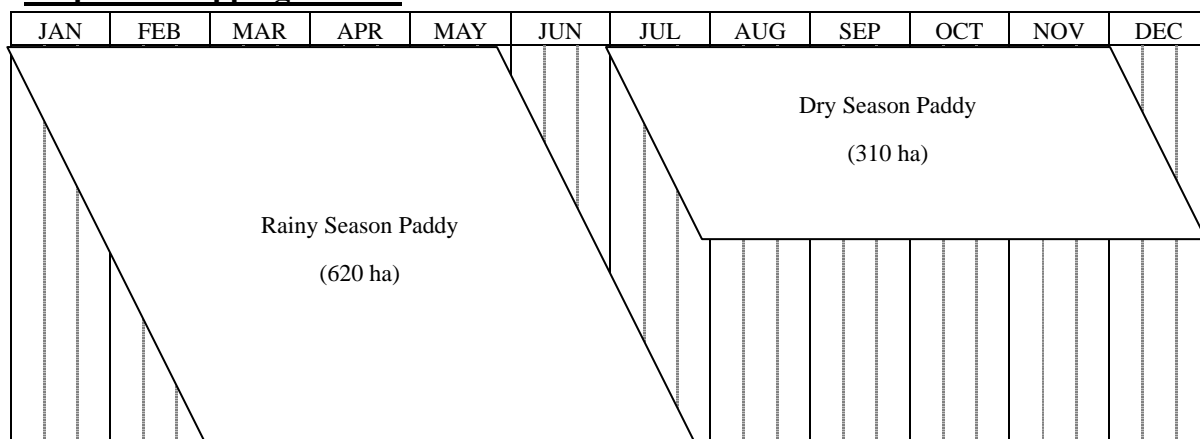 JAN FEB MAR APR MAY JUN JUL AUG SEP OCT NOV DEC
Dry Season Paddy
(310 ha)
Rainy Season Paddy
(620 ha)